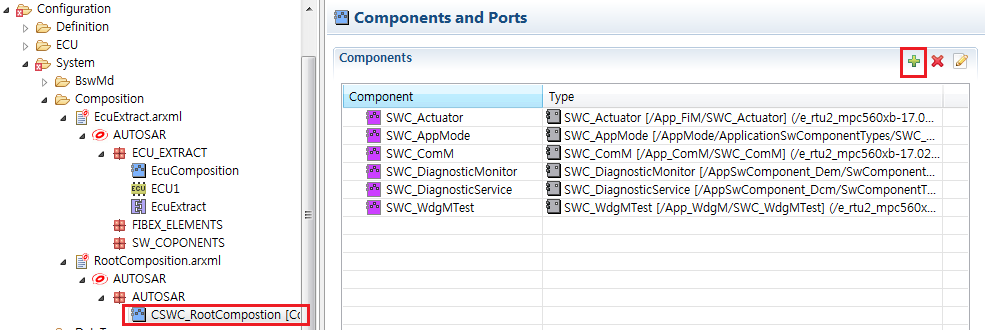 Configuration
Definition
ECU
System
BswMd
Composition
EcuExtract.arxml
AUTOSAR
ECU_EXTRACT
EcuComposition
ECU1
EcuExtract
FIBEX_ELEMENTS
SW_COPONENTS
RootComposition.arxml
AUTOSAR
AUTOSAR
CSWC_RootCompostion [Co
Components and Ports
Components
Component Type
SWC_Actuator SWC_Actuator [/App_FiM/SWC_Actuator] (/e_rtu2_mpc560xb-17.0...
SWC_AppMode SWC_AppMode [/AppMode/ApplicationSwComponentTypes/SWC_...
SWC_ComM SWC_ComM [/App_ComM/SWC_ComM] (/e_rtu2_mpc560xb-17.02...
SWC_DiagnosticMonitor SWC_DiagnosticMonitor [/AppSwComponent_Dem/SwComponent...
SWC_DiagnosticService SWC_DiagnosticService [/AppSwComponent_Dcm/SwComponentT...
SWC_WdgMTest SWC_WdgMTest [/App_WdgM/SWC_WdgMTest] (/e_rtu2_mpc560x...